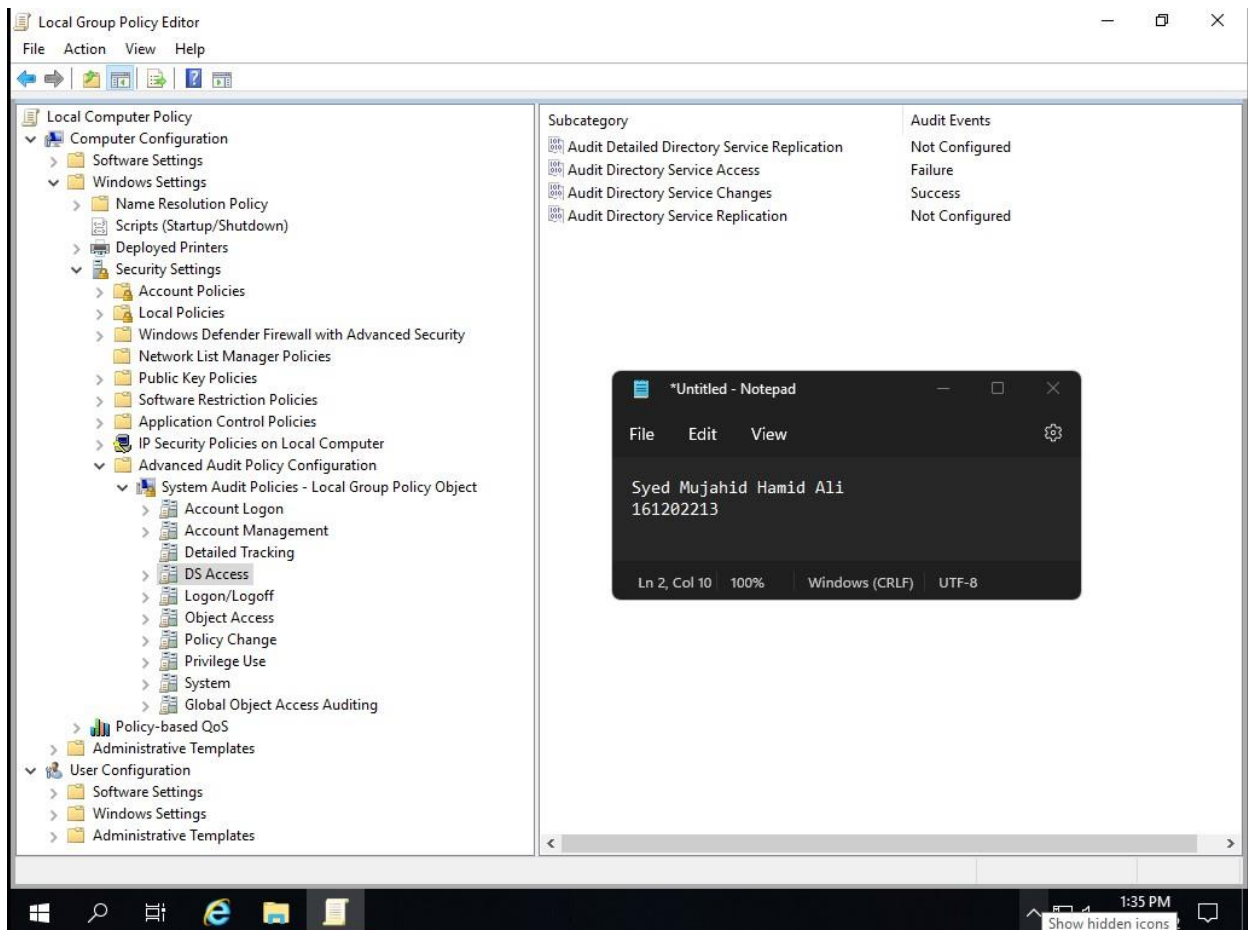 Local Group Policy Editor
File Action View Help
Local Computer Policy
Computer Configuration
Software Settings
Windows Settings
Name Resolution Policy
Scripts (Startup/Shutdown)
Deployed Printers
Security Settings
Account Policies
Local Policies
Windows Defender Firewall with Advanced Security
Network List Manager Policies
Public Key Policies
Software Restriction Policies
Application Control Policies
IP Security Policies on Local Computer
Advanced Audit Policy Configuration
System Audit Policies - Local Group Policy Object
Account Logon
Account Management
Detailed Tracking
DS Access
Logon/Logoff
Object Access
Policy Change
Privilege Use
System
Global Object Access Auditing
Policy-based QoS
Administrative Templates
User Configuration
Software Settings
Windows Settings
Administrative Templates
Subcategory Audit Events
Audit Detailed Directory Service Replication Not Configured
Audit Directory Service Access Failure
Audit Directory Service Changes Success
Audit Directory Service Replication Not Configured
*Untitled - Notepad
File Edit View
Syed Mujahid Hamid Ali
161202213
Ln 2, Col 10 100% Windows (CRLF) UTF-8
1:35 PM
Show hidden icons